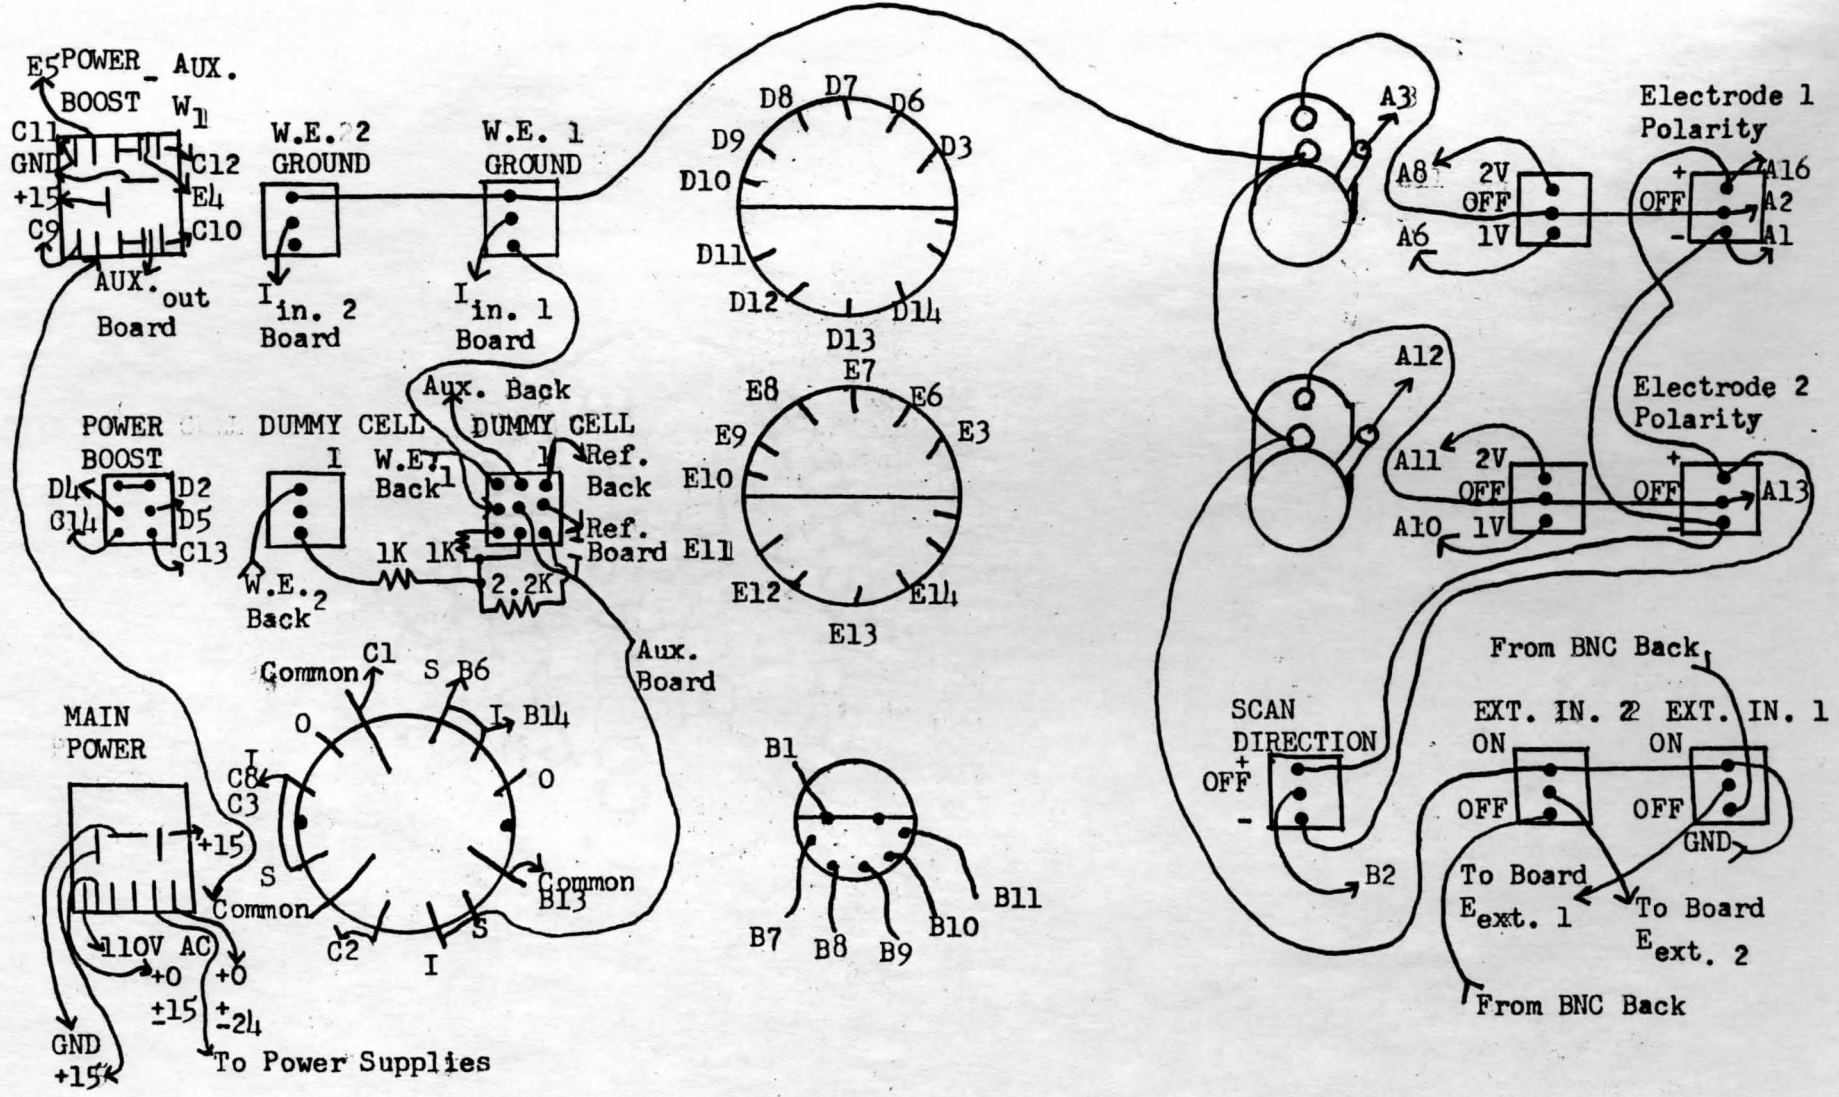 E5 POWER - AUX.
BOOST W1
C11
GND
C12
+15
E4
C9
C10
AUX.out
Board
W.E. 2
GROUND
Iin. 2
Board
W.E. 1
GROUND
Iin. 1
Board
D8 D7 D6
D9 D3
D10
D11
D12 D14
D13
A3
A8 2V
OFF
A6 1V
Electrode 1
Polarity
+ A16
OFF A2
- A1
POWER
BOOST
D4 D2
D5
C14
C13
DUMMY CELL
I
W.E.2
Back
1K 1K
2.2K
Aux. Back
DUMMY CELL
1
W.E.1
Back
Ref.
Back
Ref.
Board
Aux.
Board
E8 E7 E6
E9 E3
E10
E11
E12 E14
E13
A12
A11 2V
OFF
A10 1V
Electrode 2
Polarity
+
OFF A13
-
MAIN
POWER
+15
110V AC
+0 +0
±15 ±24
GND
+15
To Power Supplies
Common C1 S B6
O I B14
I
C8 O
C3
S
Common
Common
B13
C2 I S
B1
B7 B8 B9 B10 B11
SCAN
DIRECTION
+
OFF
-
B2
From BNC Back
EXT. IN. 2 EXT. IN. 1
ON ON
OFF OFF
GND
To Board
Eext. 1
To Board
Eext. 2
From BNC Back